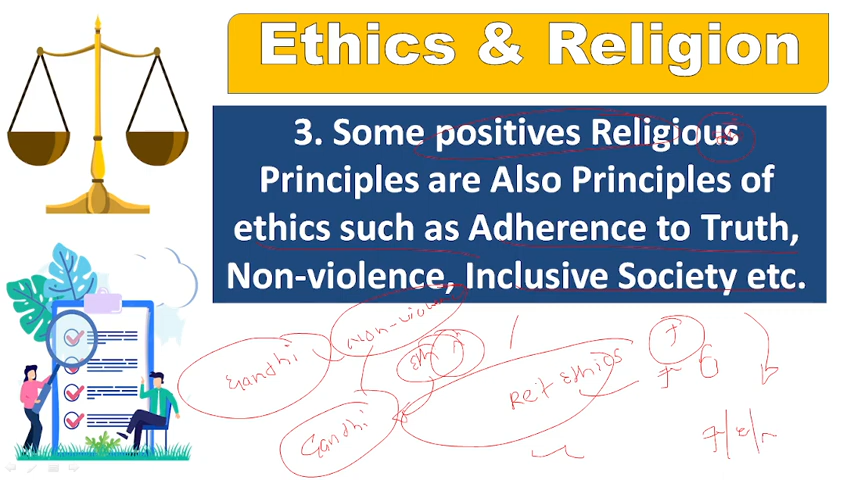 Ethics & Religion
3. Some positives Religious
Principles are Also Principles of
ethics such as Adherence to Truth,
Non-violence, Inclusive Society etc.
Gandhi
Gandhi
Ethics